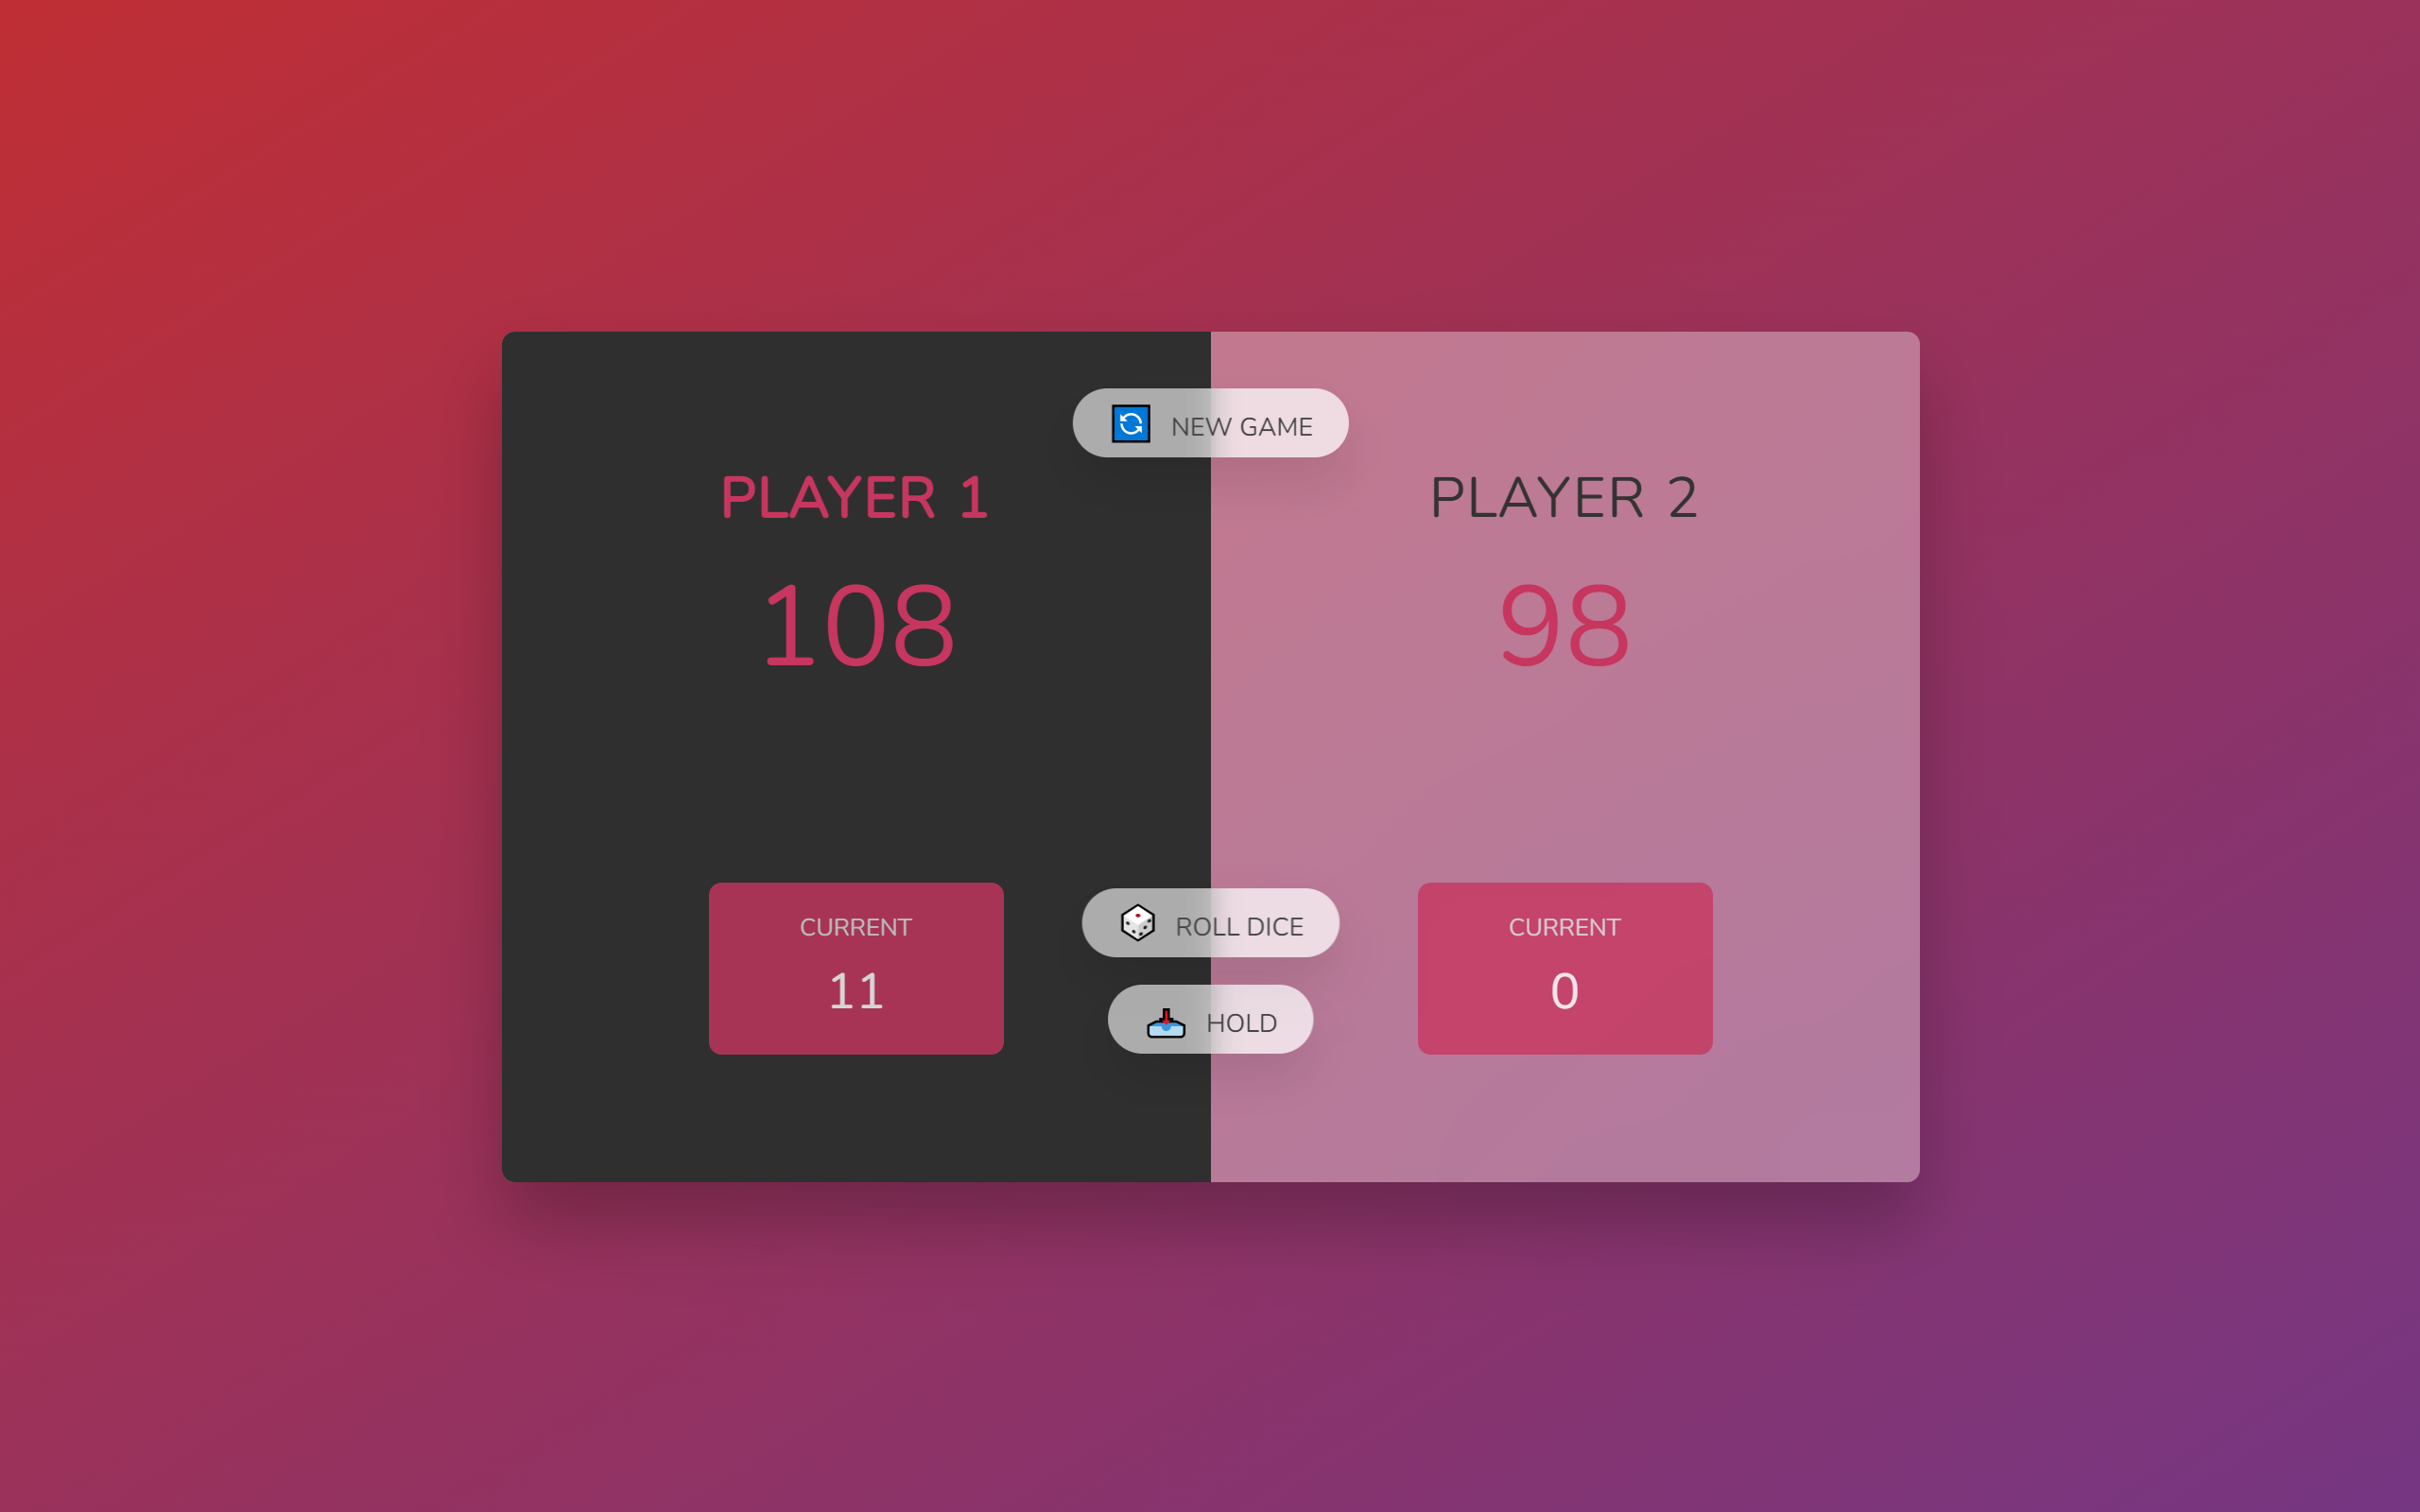 NEW GAME
PLAYER 1
108
CURRENT
11
PLAYER 2
98
CURRENT
0
ROLL DICE
HOLD